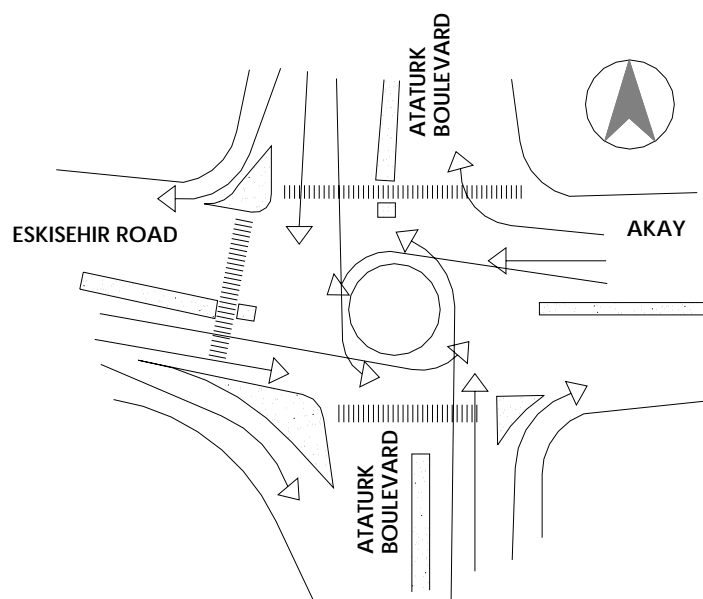 ATATURK
BOULEVARD
ESKISEHIR ROAD
AKAY
ATATURK
BOULEVARD